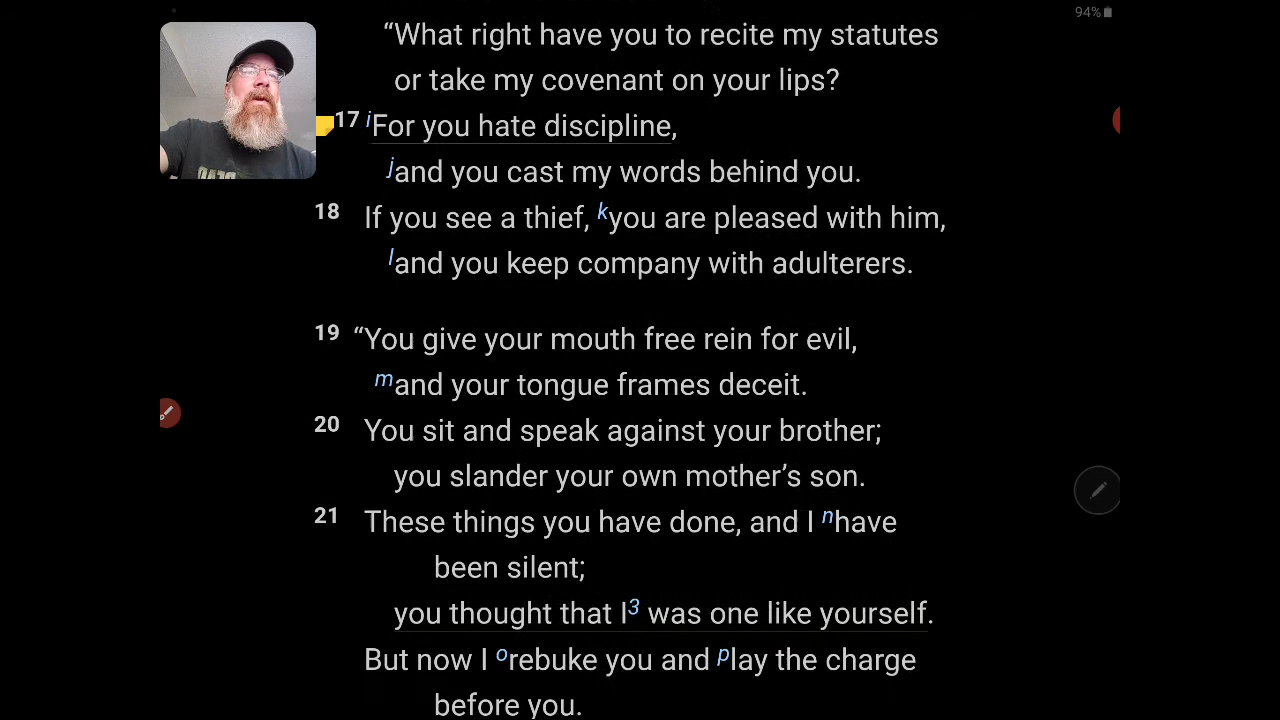 94%
“What right have you to recite my statutes
or take my covenant on your lips?
17 iFor you hate discipline,
jand you cast my words behind you.
18 If you see a thief, kyou are pleased with him,
land you keep company with adulterers.
19 “You give your mouth free rein for evil,
mand your tongue frames deceit.
20 You sit and speak against your brother;
you slander your own mother’s son.
21 These things you have done, and I nhave
been silent;
you thought that I3 was one like yourself.
But now I orebuke you and play the charge
before you.